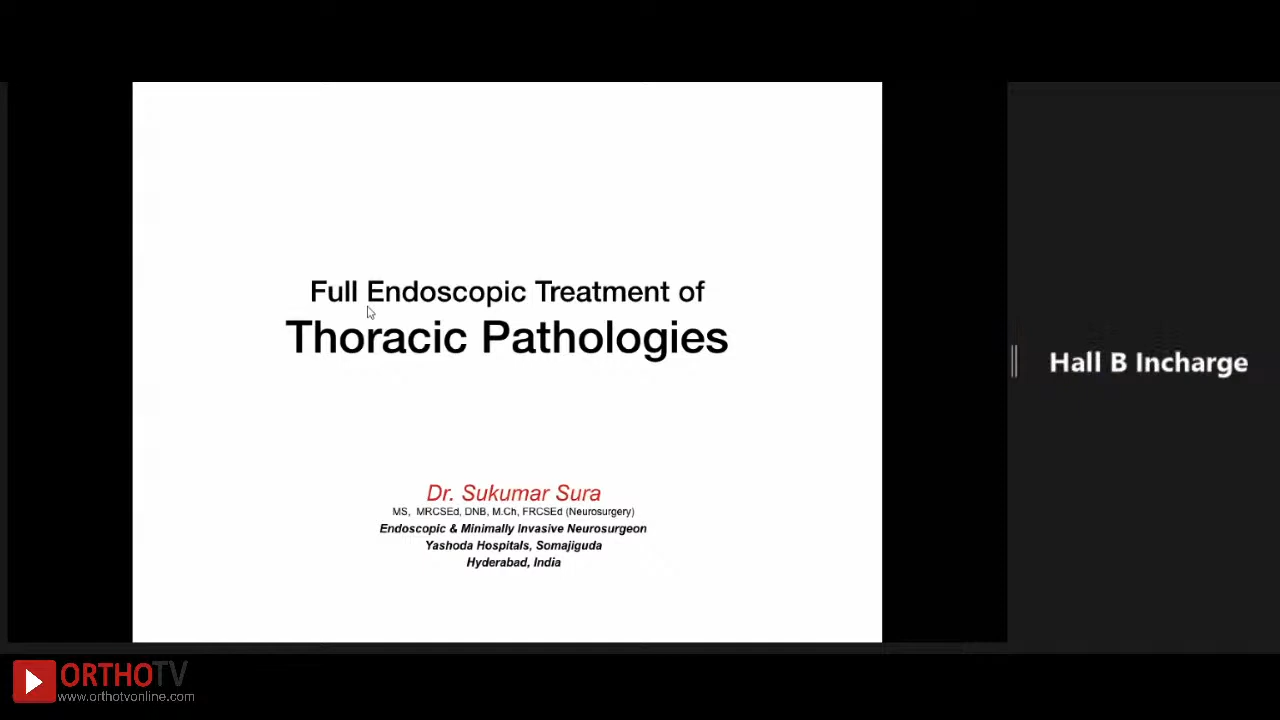 Full Endoscopic Treatment of
Thoracic Pathologies
Dr. Sukumar Sura
MS, MRCSEd, DNB, M.Ch, FRCSEd (Neurosurgery)
Endoscopic & Minimally Invasive Neurosurgeon
Yashoda Hospitals, Somajiguda
Hyderabad, India
Hall B Incharge
ORTHOTV
www.orthotvonline.com